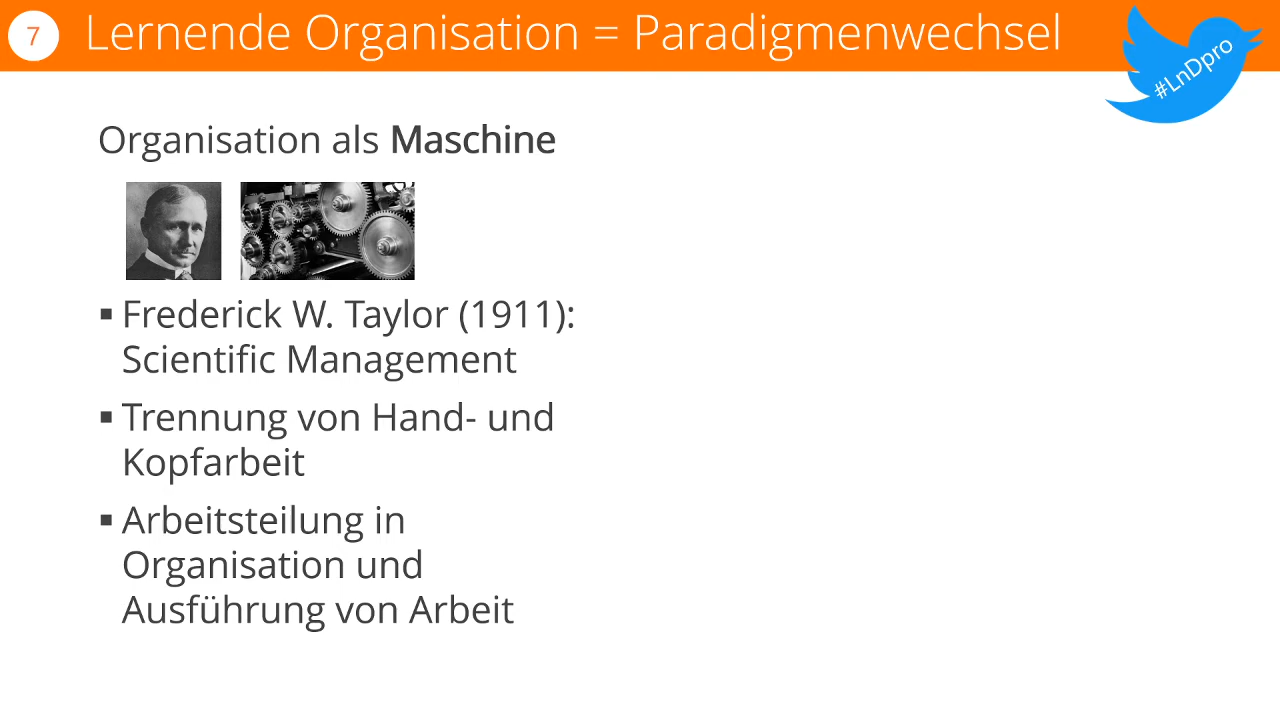 7
Lernende Organisation = Paradigmenwechsel
#LnDpro
Organisation als Maschine
▪ Frederick W. Taylor (1911):
Scientific Management
▪ Trennung von Hand- und
Kopfarbeit
▪ Arbeitsteilung in
Organisation und
Ausführung von Arbeit